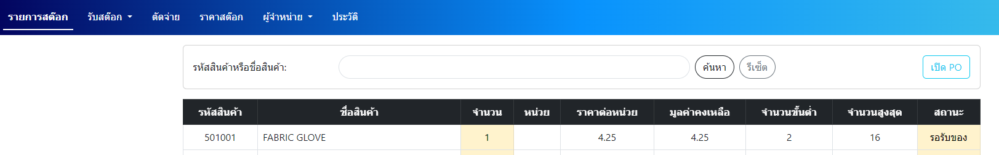 รายการสต๊อก รับสต๊อก ตัดจ่าย ราคาสต๊อก ผู้จำหน่าย ประวัติ
รหัสสินค้าหรือชื่อสินค้า: ค้นหา รีเซ็ต เปิด PO
รหัสสินค้า ชื่อสินค้า จำนวน หน่วย ราคาต่อหน่วย มูลค่าคงเหลือ จำนวนขั้นต่ำ จำนวนสูงสุด สถานะ
501001 FABRIC GLOVE 1 4.25 4.25 2 16 รอรับของ